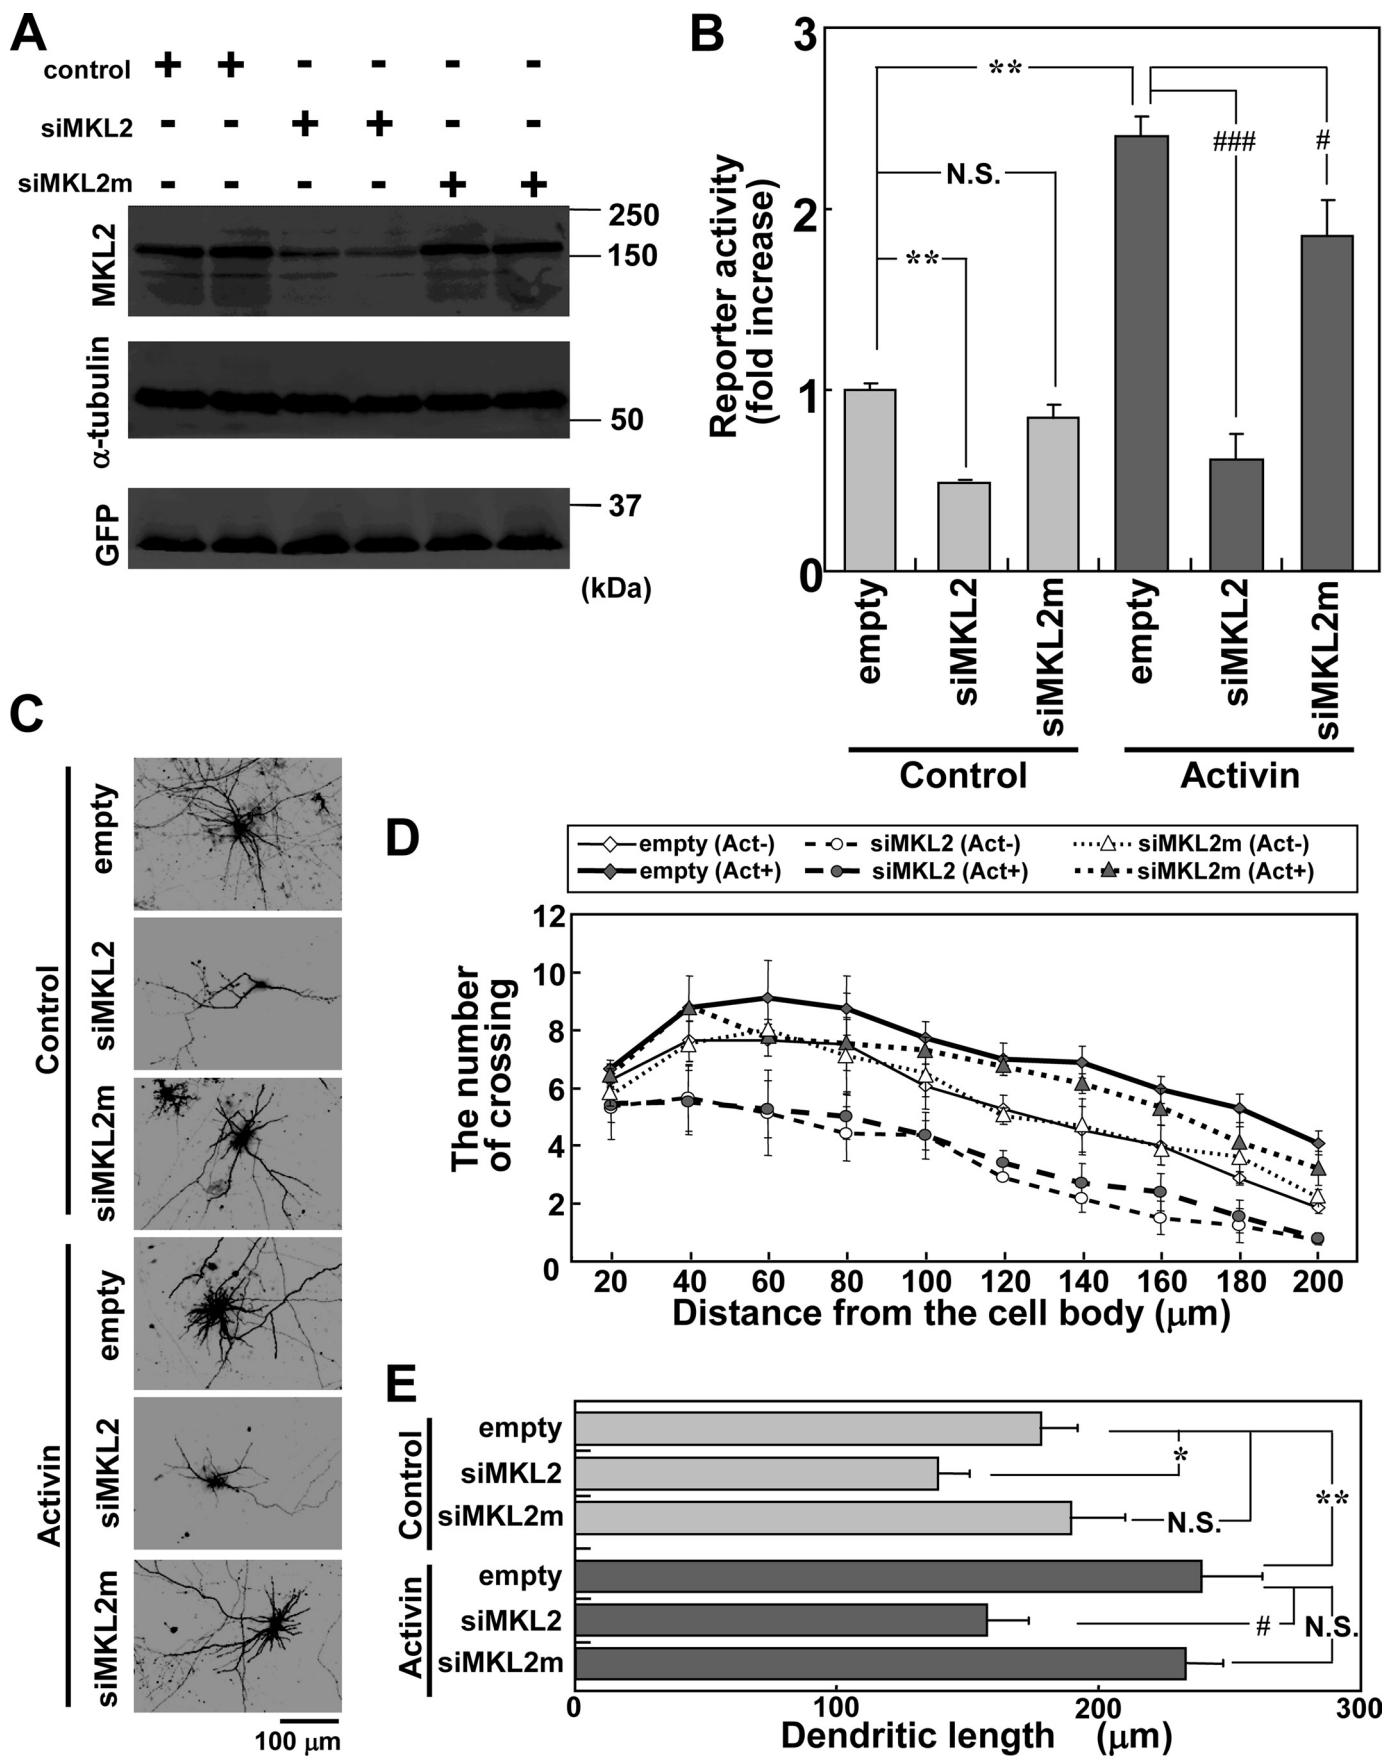 A
control + + - - - -
siMKL2 - - + + - -
siMKL2m - - - - + +
MKL2
250
150
α-tubulin
50
GFP
37
(kDa)
B
Reporter activity
(fold increase)
3
2
1
0
**
N.S.
**
###
#
empty
siMKL2
siMKL2m
empty
siMKL2
siMKL2m
Control
Activin
C
Control
empty
siMKL2
siMKL2m
Activin
empty
siMKL2
siMKL2m
100 μm
D
empty (Act-) siMKL2 (Act-) siMKL2m (Act-)
empty (Act+) siMKL2 (Act+) siMKL2m (Act+)
The number
of crossing
12
10
8
6
4
2
0
20 40 60 80 100 120 140 160 180 200
Distance from the cell body (μm)
E
Control
empty
siMKL2
siMKL2m
Activin
empty
siMKL2
siMKL2m
*
N.S.
**
#
N.S.
0 100 200 300
Dendritic length (μm)